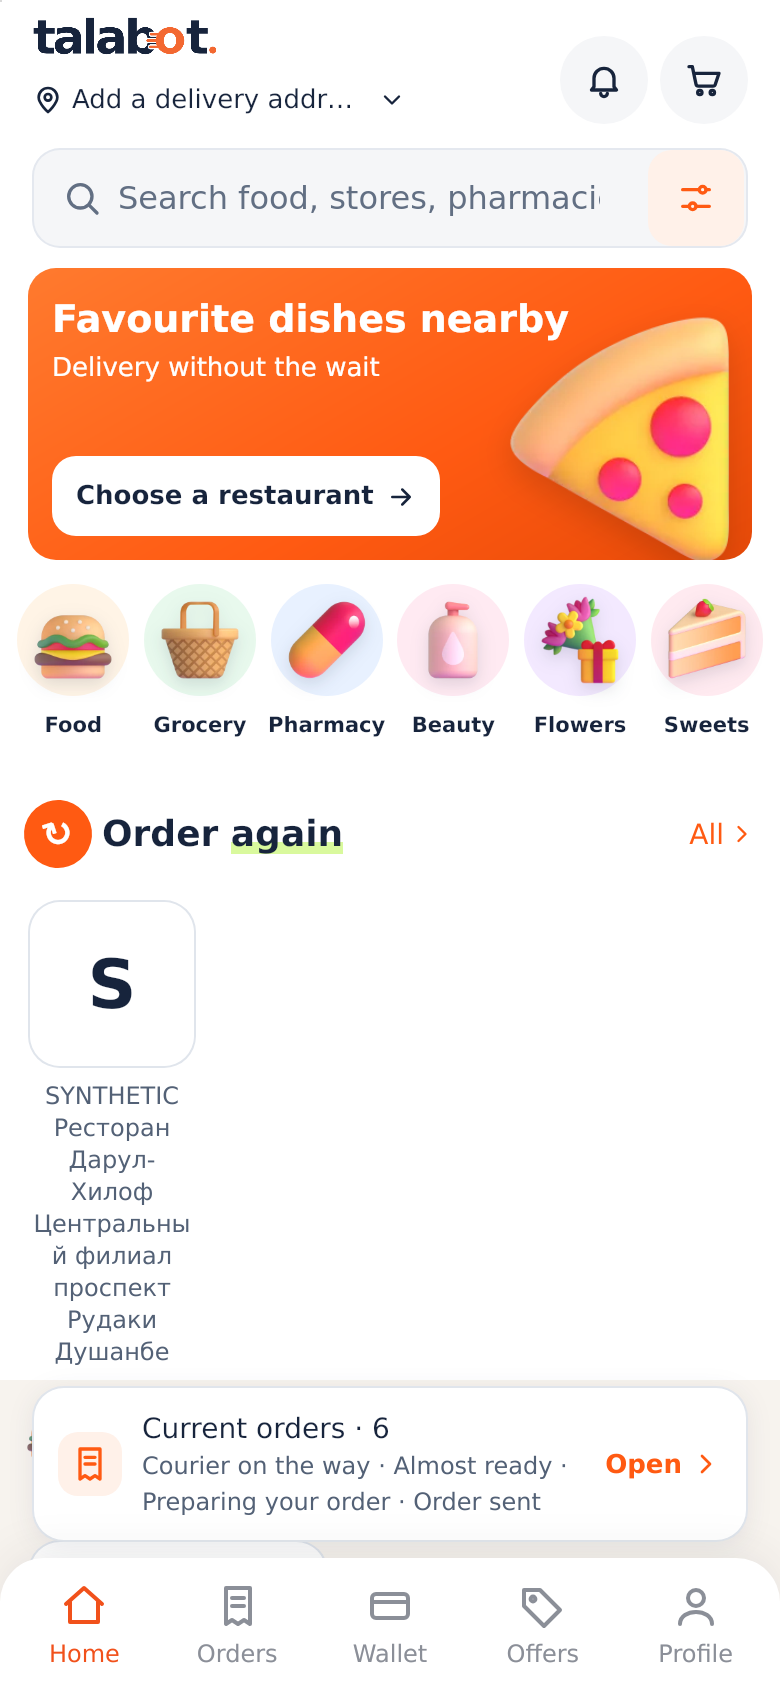 talabot.
Add a delivery addr...
Search food, stores, pharmaci
Favourite dishes nearby
Delivery without the wait
Choose a restaurant →
Food Grocery Pharmacy Beauty Flowers Sweets
Order again
All
S
SYNTHETIC
Ресторан
Дарул-
Хилоф
Центральны
й филиал
проспект
Рудаки
Душанбе
Current orders · 6
Courier on the way · Almost ready ·
Preparing your order · Order sent
Open
Home Orders Wallet Offers Profile